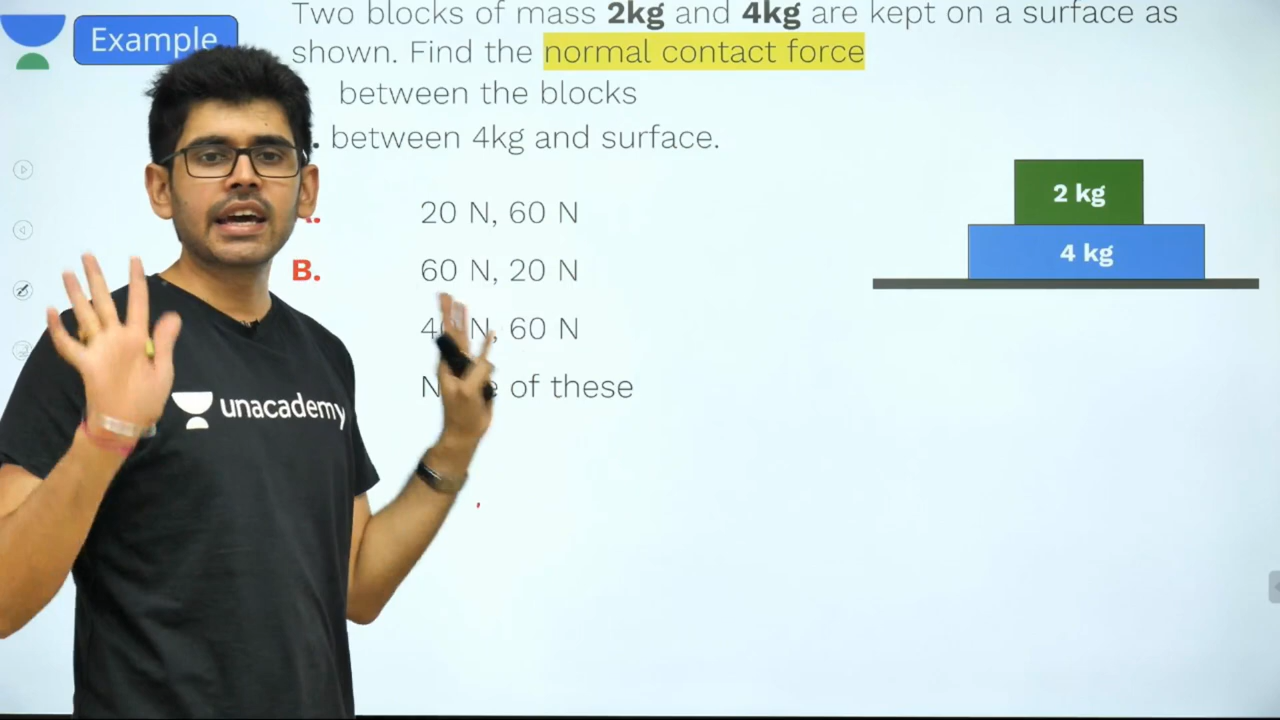 Example
Two blocks of mass 2kg and 4kg are kept on a surface as
shown. Find the normal contact force
between the blocks
. between 4kg and surface.
20 N, 60 N
B. 60 N, 20 N
N, 60 N
of these
2 kg
4 kg
unacademy